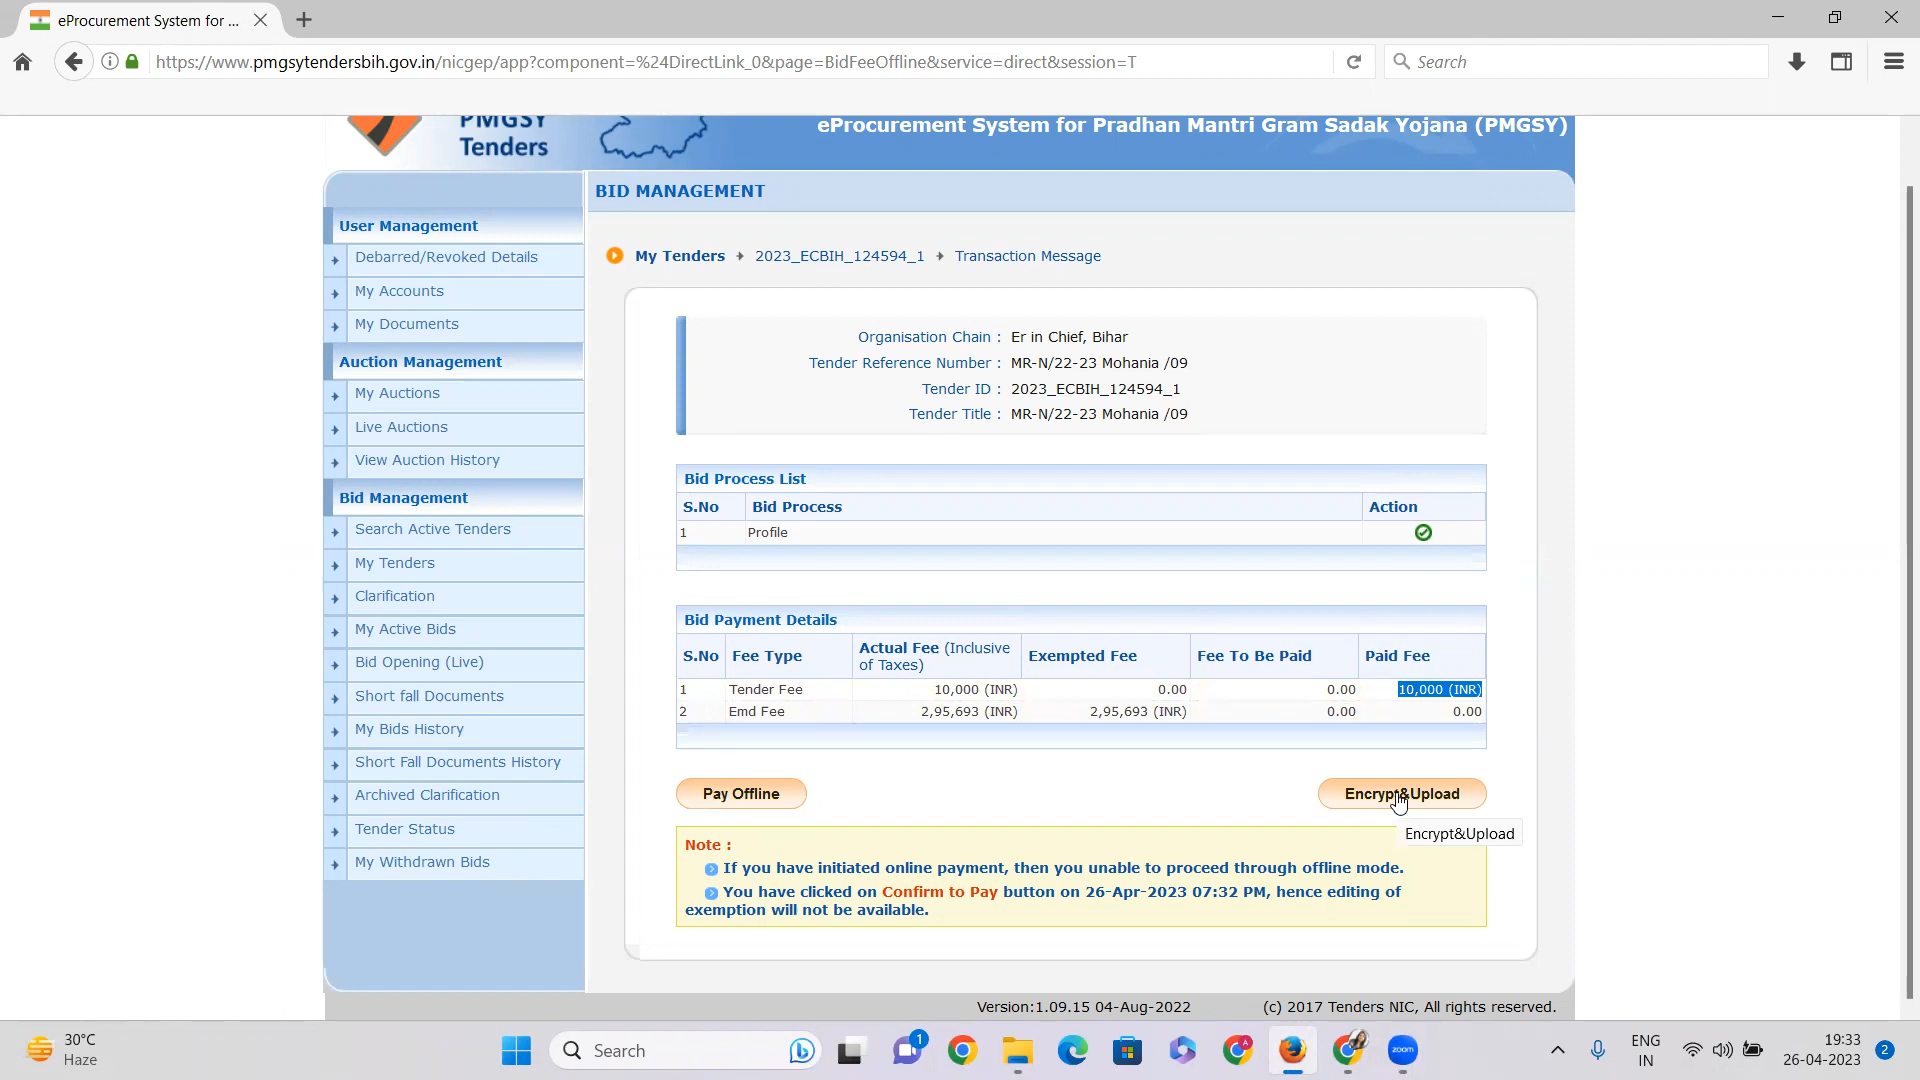 eProcurement System for ...
https://www.pmgsytendersbih.gov.in/nicgep/app?component=%24DirectLink_0&page=BidFeeOffline&service=direct&session=T
Search
PMGSY
Tenders
eProcurement System for Pradhan Mantri Gram Sadak Yojana (PMGSY)
BID MANAGEMENT
User Management
Debarred/Revoked Details
My Accounts
My Documents
Auction Management
My Auctions
Live Auctions
View Auction History
Bid Management
Search Active Tenders
My Tenders
Clarification
My Active Bids
Bid Opening (Live)
Short fall Documents
My Bids History
Short Fall Documents History
Archived Clarification
Tender Status
My Withdrawn Bids
My Tenders 2023_ECBIH_124594_1 Transaction Message
Organisation Chain : Er in Chief, Bihar
Tender Reference Number : MR-N/22-23 Mohania /09
Tender ID : 2023_ECBIH_124594_1
Tender Title : MR-N/22-23 Mohania /09
Bid Process List
S.No Bid Process Action
1 Profile
Bid Payment Details
S.No Fee Type Actual Fee (Inclusive of Taxes) Exempted Fee Fee To Be Paid Paid Fee
1 Tender Fee 10,000 (INR) 0.00 0.00 10,000 (INR)
2 Emd Fee 2,95,693 (INR) 2,95,693 (INR) 0.00 0.00
Pay Offline Encrypt&Upload
Encrypt&Upload
Note :
If you have initiated online payment, then you unable to proceed through offline mode.
You have clicked on Confirm to Pay button on 26-Apr-2023 07:32 PM, hence editing of
exemption will not be available.
Version:1.09.15 04-Aug-2022 (c) 2017 Tenders NIC, All rights reserved.
30°C
Haze
Search
1
A
zoom
ENG
IN
19:33
26-04-2023
2